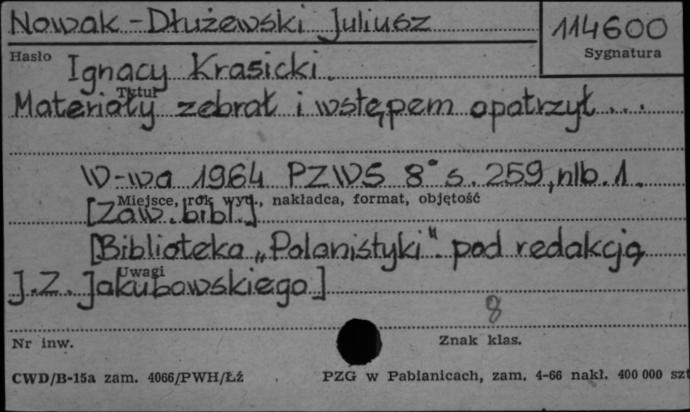 Nowak-Dłużewski Juliusz
114600
Hasło
Sygnatura
Ignacy Krasicki.
Tytuł
Materiały zebrał i wstępem opatrzył...
W-wa 1964 PZWS 8° s. 259, nlb. 1.
Miejsce, rok wyd., nakładca, format, objętość
[Zaw. bibl.]
[Biblioteka „Polonistyki". pod redakcją
Uwagi
J.Z. Jakubowskiego]
8
Nr inw.
Znak klas.
CWD/B-15a zam. 4066/PWH/Łź
PZG w Pabianicach, zam. 4-66 nakł. 400 000 szt